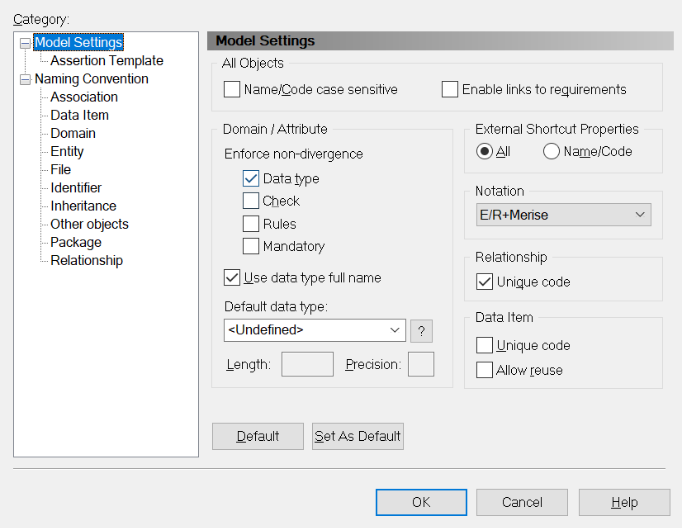 Category:
Model Settings
Assertion Template
Naming Convention
Association
Data Item
Domain
Entity
File
Identifier
Inheritance
Other objects
Package
Relationship
Model Settings
All Objects
Name/Code case sensitive
Enable links to requirements
Domain / Attribute
Enforce non-divergence
Data type
Check
Rules
Mandatory
Use data type full name
Default data type:
<Undefined>
?
Length:
Precision:
External Shortcut Properties
All
Name/Code
Notation
E/R+Merise
Relationship
Unique code
Data Item
Unique code
Allow reuse
Default
Set As Default
OK
Cancel
Help